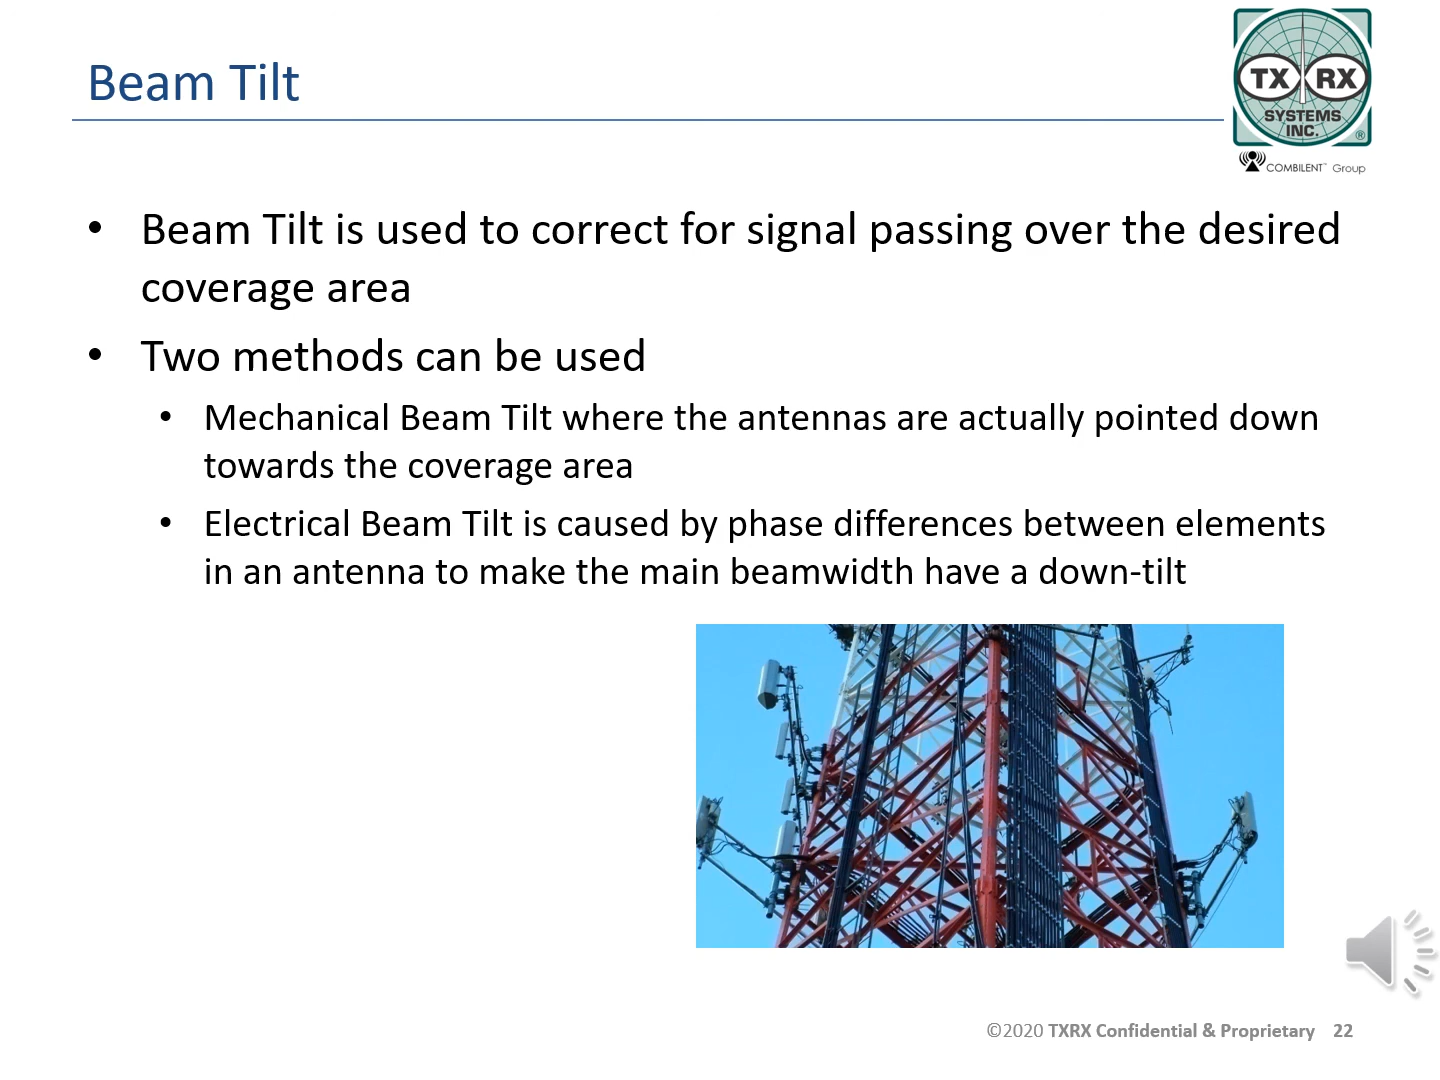 Beam Tilt
TX RX
SYSTEMS
INC.
®
COMBILENT™ Group
• Beam Tilt is used to correct for signal passing over the desired
coverage area
• Two methods can be used
• Mechanical Beam Tilt where the antennas are actually pointed down
towards the coverage area
• Electrical Beam Tilt is caused by phase differences between elements
in an antenna to make the main beamwidth have a down-tilt
©2020 TXRX Confidential & Proprietary 22